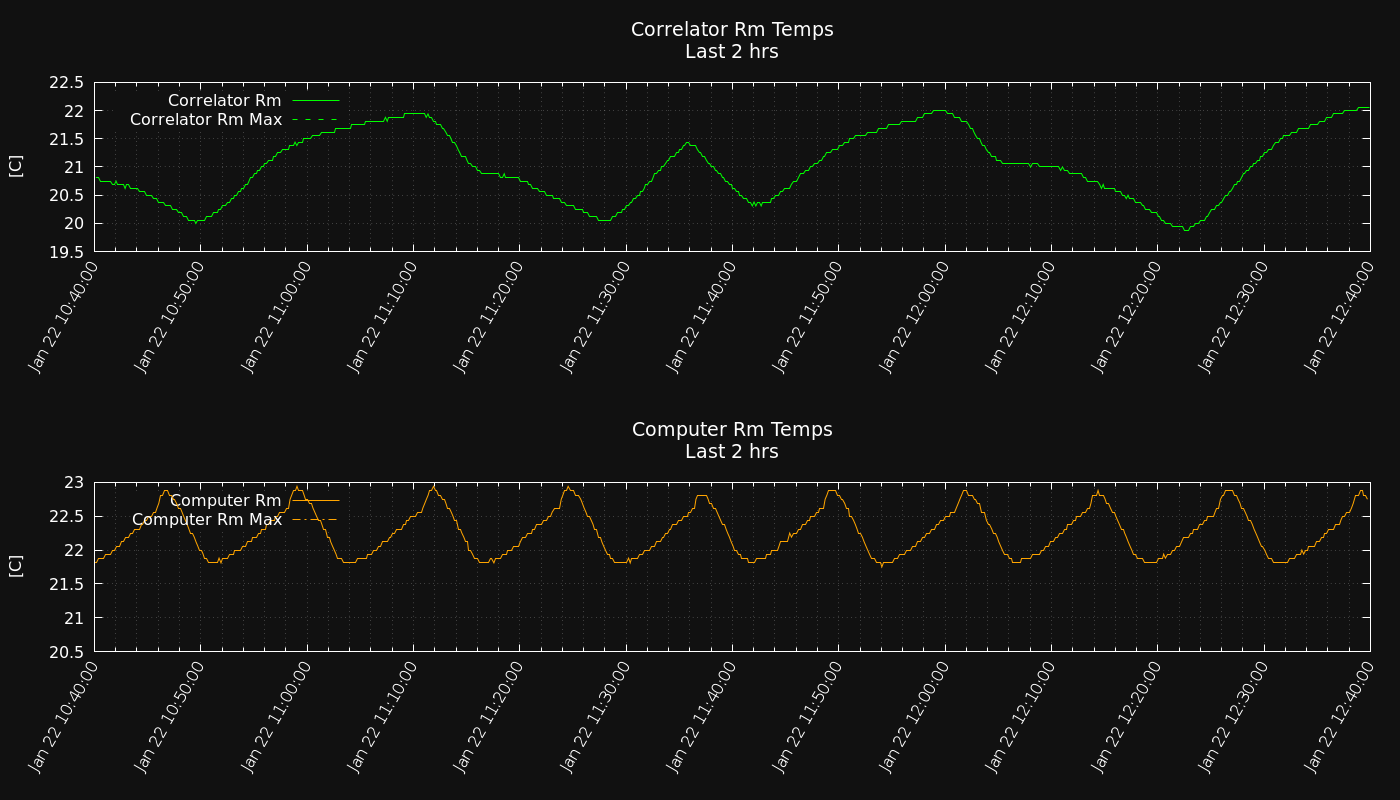 Correlator Rm Temps
Last 2 hrs
22.5
22
21.5
21
20.5
20
19.5
[C]
Correlator Rm
Correlator Rm Max
Jan 22 10:40:00
Jan 22 10:50:00
Jan 22 11:00:00
Jan 22 11:10:00
Jan 22 11:20:00
Jan 22 11:30:00
Jan 22 11:40:00
Jan 22 11:50:00
Jan 22 12:00:00
Jan 22 12:10:00
Jan 22 12:20:00
Jan 22 12:30:00
Jan 22 12:40:00
Computer Rm Temps
Last 2 hrs
23
22.5
22
21.5
21
20.5
[C]
Computer Rm
Computer Rm Max
Jan 22 10:40:00
Jan 22 10:50:00
Jan 22 11:00:00
Jan 22 11:10:00
Jan 22 11:20:00
Jan 22 11:30:00
Jan 22 11:40:00
Jan 22 11:50:00
Jan 22 12:00:00
Jan 22 12:10:00
Jan 22 12:20:00
Jan 22 12:30:00
Jan 22 12:40:00